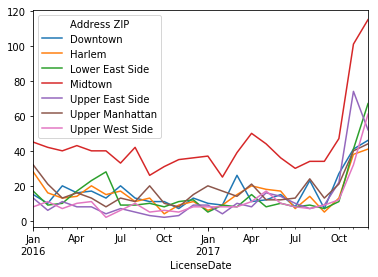 120
100
80
60
40
20
0
Address ZIP
Downtown
Harlem
Lower East Side
Midtown
Upper East Side
Upper Manhattan
Upper West Side
Jan Apr Jul Oct Jan Apr Jul Oct
2016 2017
LicenseDate